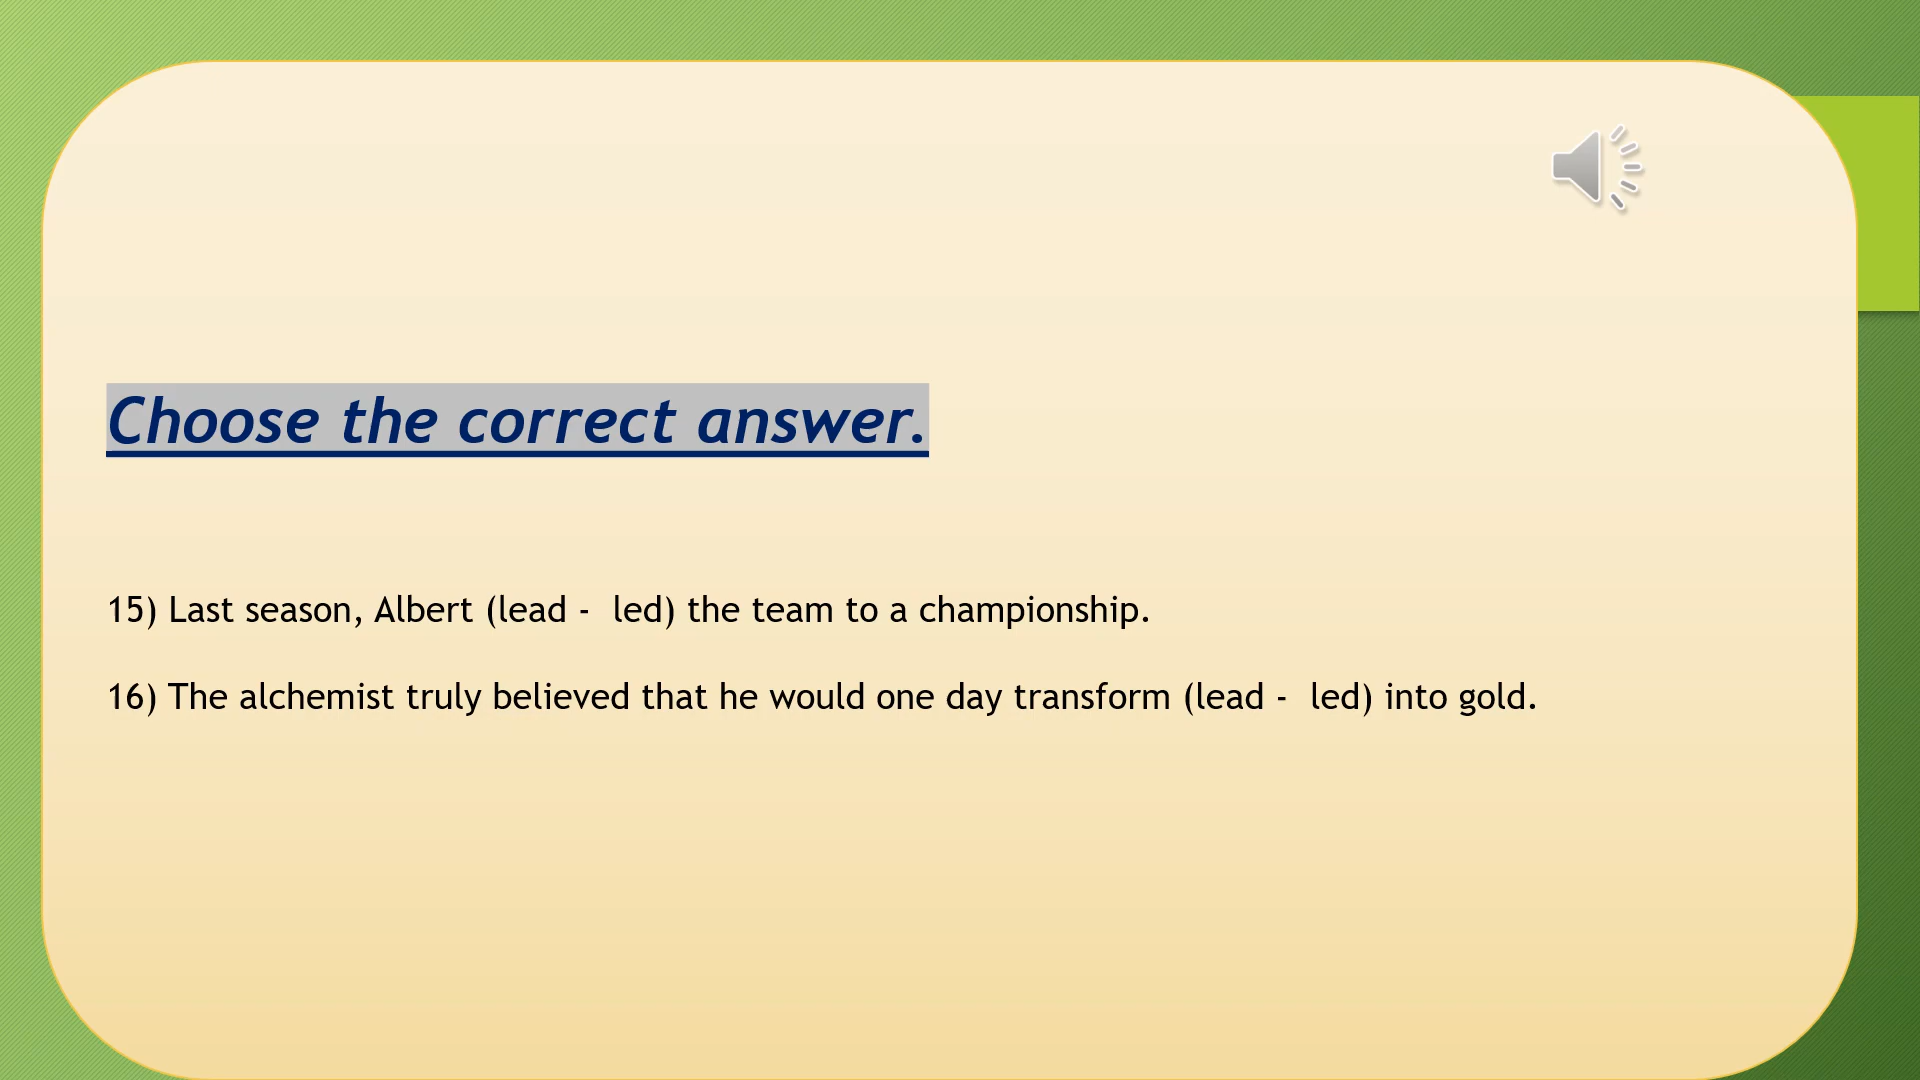 Choose the correct answer.
15) Last season, Albert (lead -  led) the team to a championship.
16) The alchemist truly believed that he would one day transform (lead -  led) into gold.